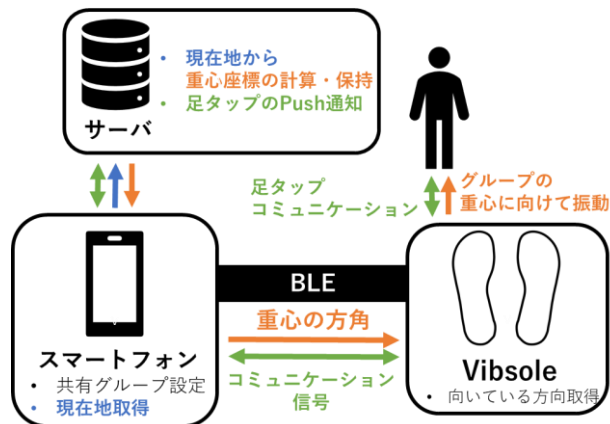 • 現在地から
重心座標の計算・保持
• 足タップのPush通知
サーバ
足タップ
コミュニケーション
グループの
重心に向けて振動
BLE
重心の方角
コミュニケーション
信号
スマートフォン
• 共有グループ設定
• 現在地取得
Vibsole
• 向いている方向取得